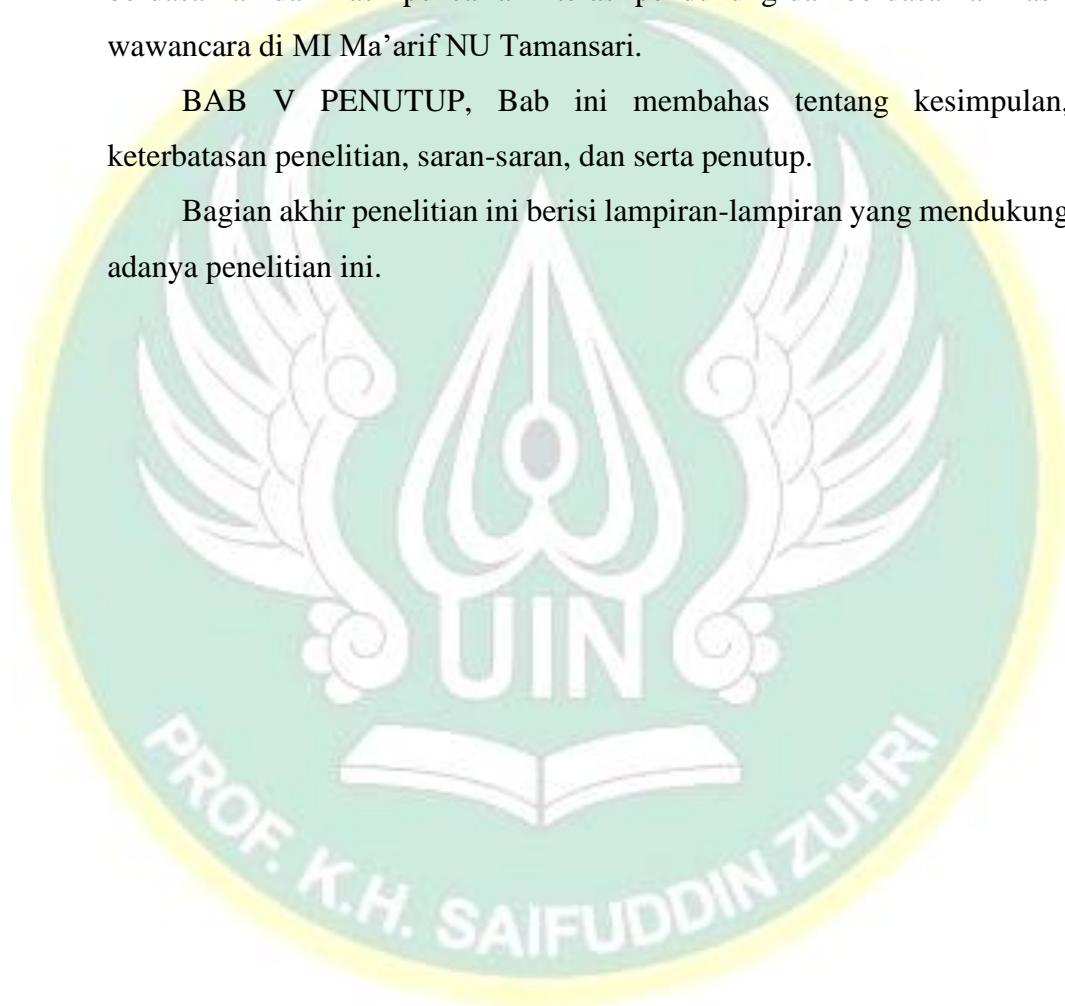 wawancara di MI Ma’arif NU Tamansari.
BAB V PENUTUP, Bab ini membahas tentang kesimpulan,
keterbatasan penelitian, saran-saran, dan serta penutup.
Bagian akhir penelitian ini berisi lampiran-lampiran yang mendukung
adanya penelitian ini.
UIN
PROF. K.H. SAIFUDDIN ZUHRI